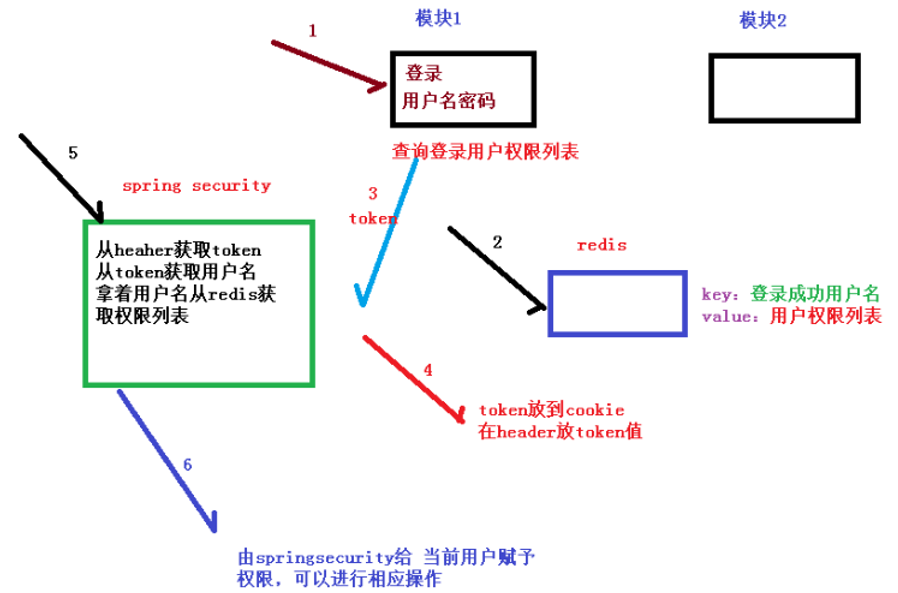 模块1
模块2
1
登录
用户名密码
查询登录用户权限列表
5
spring security
3
token
从heaher获取token
从token获取用户名
拿着用户名从redis获
取权限列表
2
redis
key：登录成功用户名
value：用户权限列表
4
token放到cookie
在header放token值
6
由springsecurity给 当前用户赋予
权限，可以进行相应操作